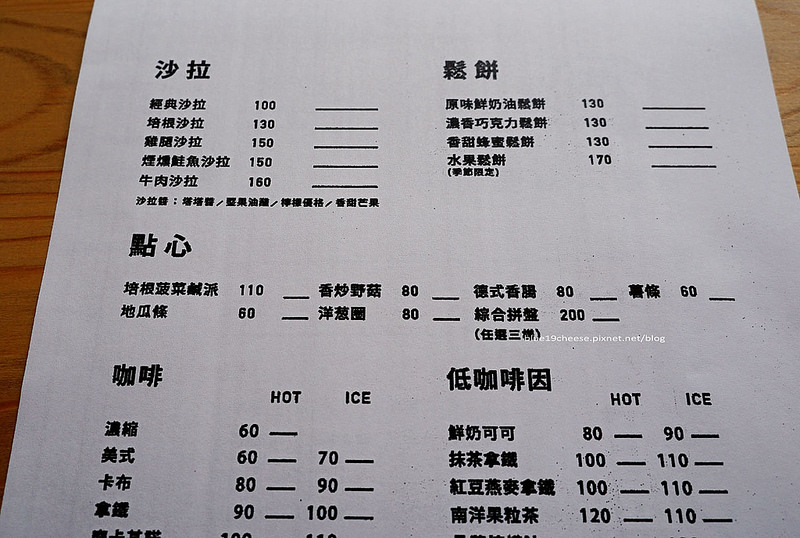 沙拉
經典沙拉 100
培根沙拉 130
雞腿沙拉 150
煙燻鮭魚沙拉 150
牛肉沙拉 160
沙拉醬：塔塔醬／堅果油醋／檸檬優格／香甜芒果
鬆餅
原味鮮奶油鬆餅 130
濃香巧克力鬆餅 130
香甜蜂蜜鬆餅 130
水果鬆餅 170
(季節限定)
點心
培根菠菜鹹派 110 香炒野菇 80 德式香腸 80 薯條 60
地瓜條 60 洋葱圈 80 綜合拼盤 200
(任選三樣)
blue19cheese.pixnet.net/blog
咖啡
HOT ICE
濃縮 60
美式 60 70
卡布 80 90
拿鐵 90 100
低咖啡因
HOT ICE
鮮奶可可 80 90
抹茶拿鐵 100 110
紅豆燕麥拿鐵 100 110
南洋果粒茶 120 110